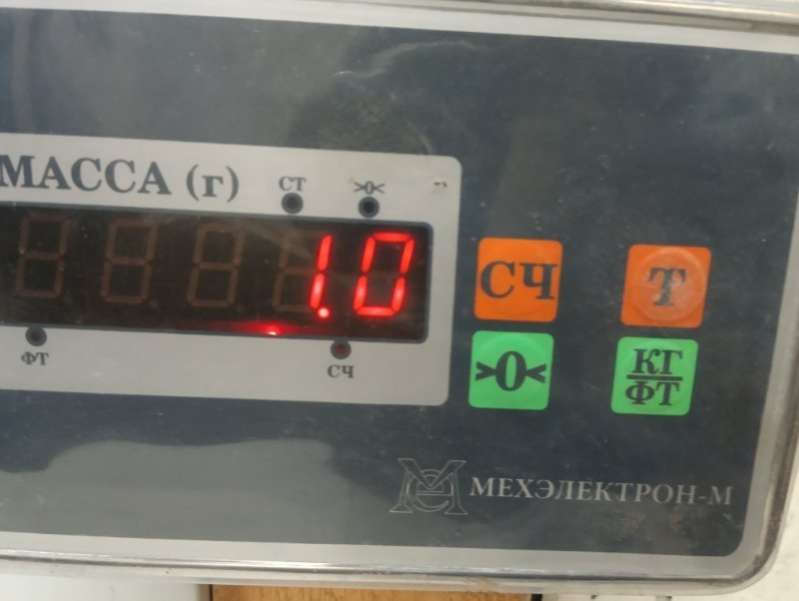 МАССА (г)
СТ >0<
1.0
ФТ СЧ
СЧ Т
>0< КГ/ФТ
МЕХЭЛЕКТРОН-М